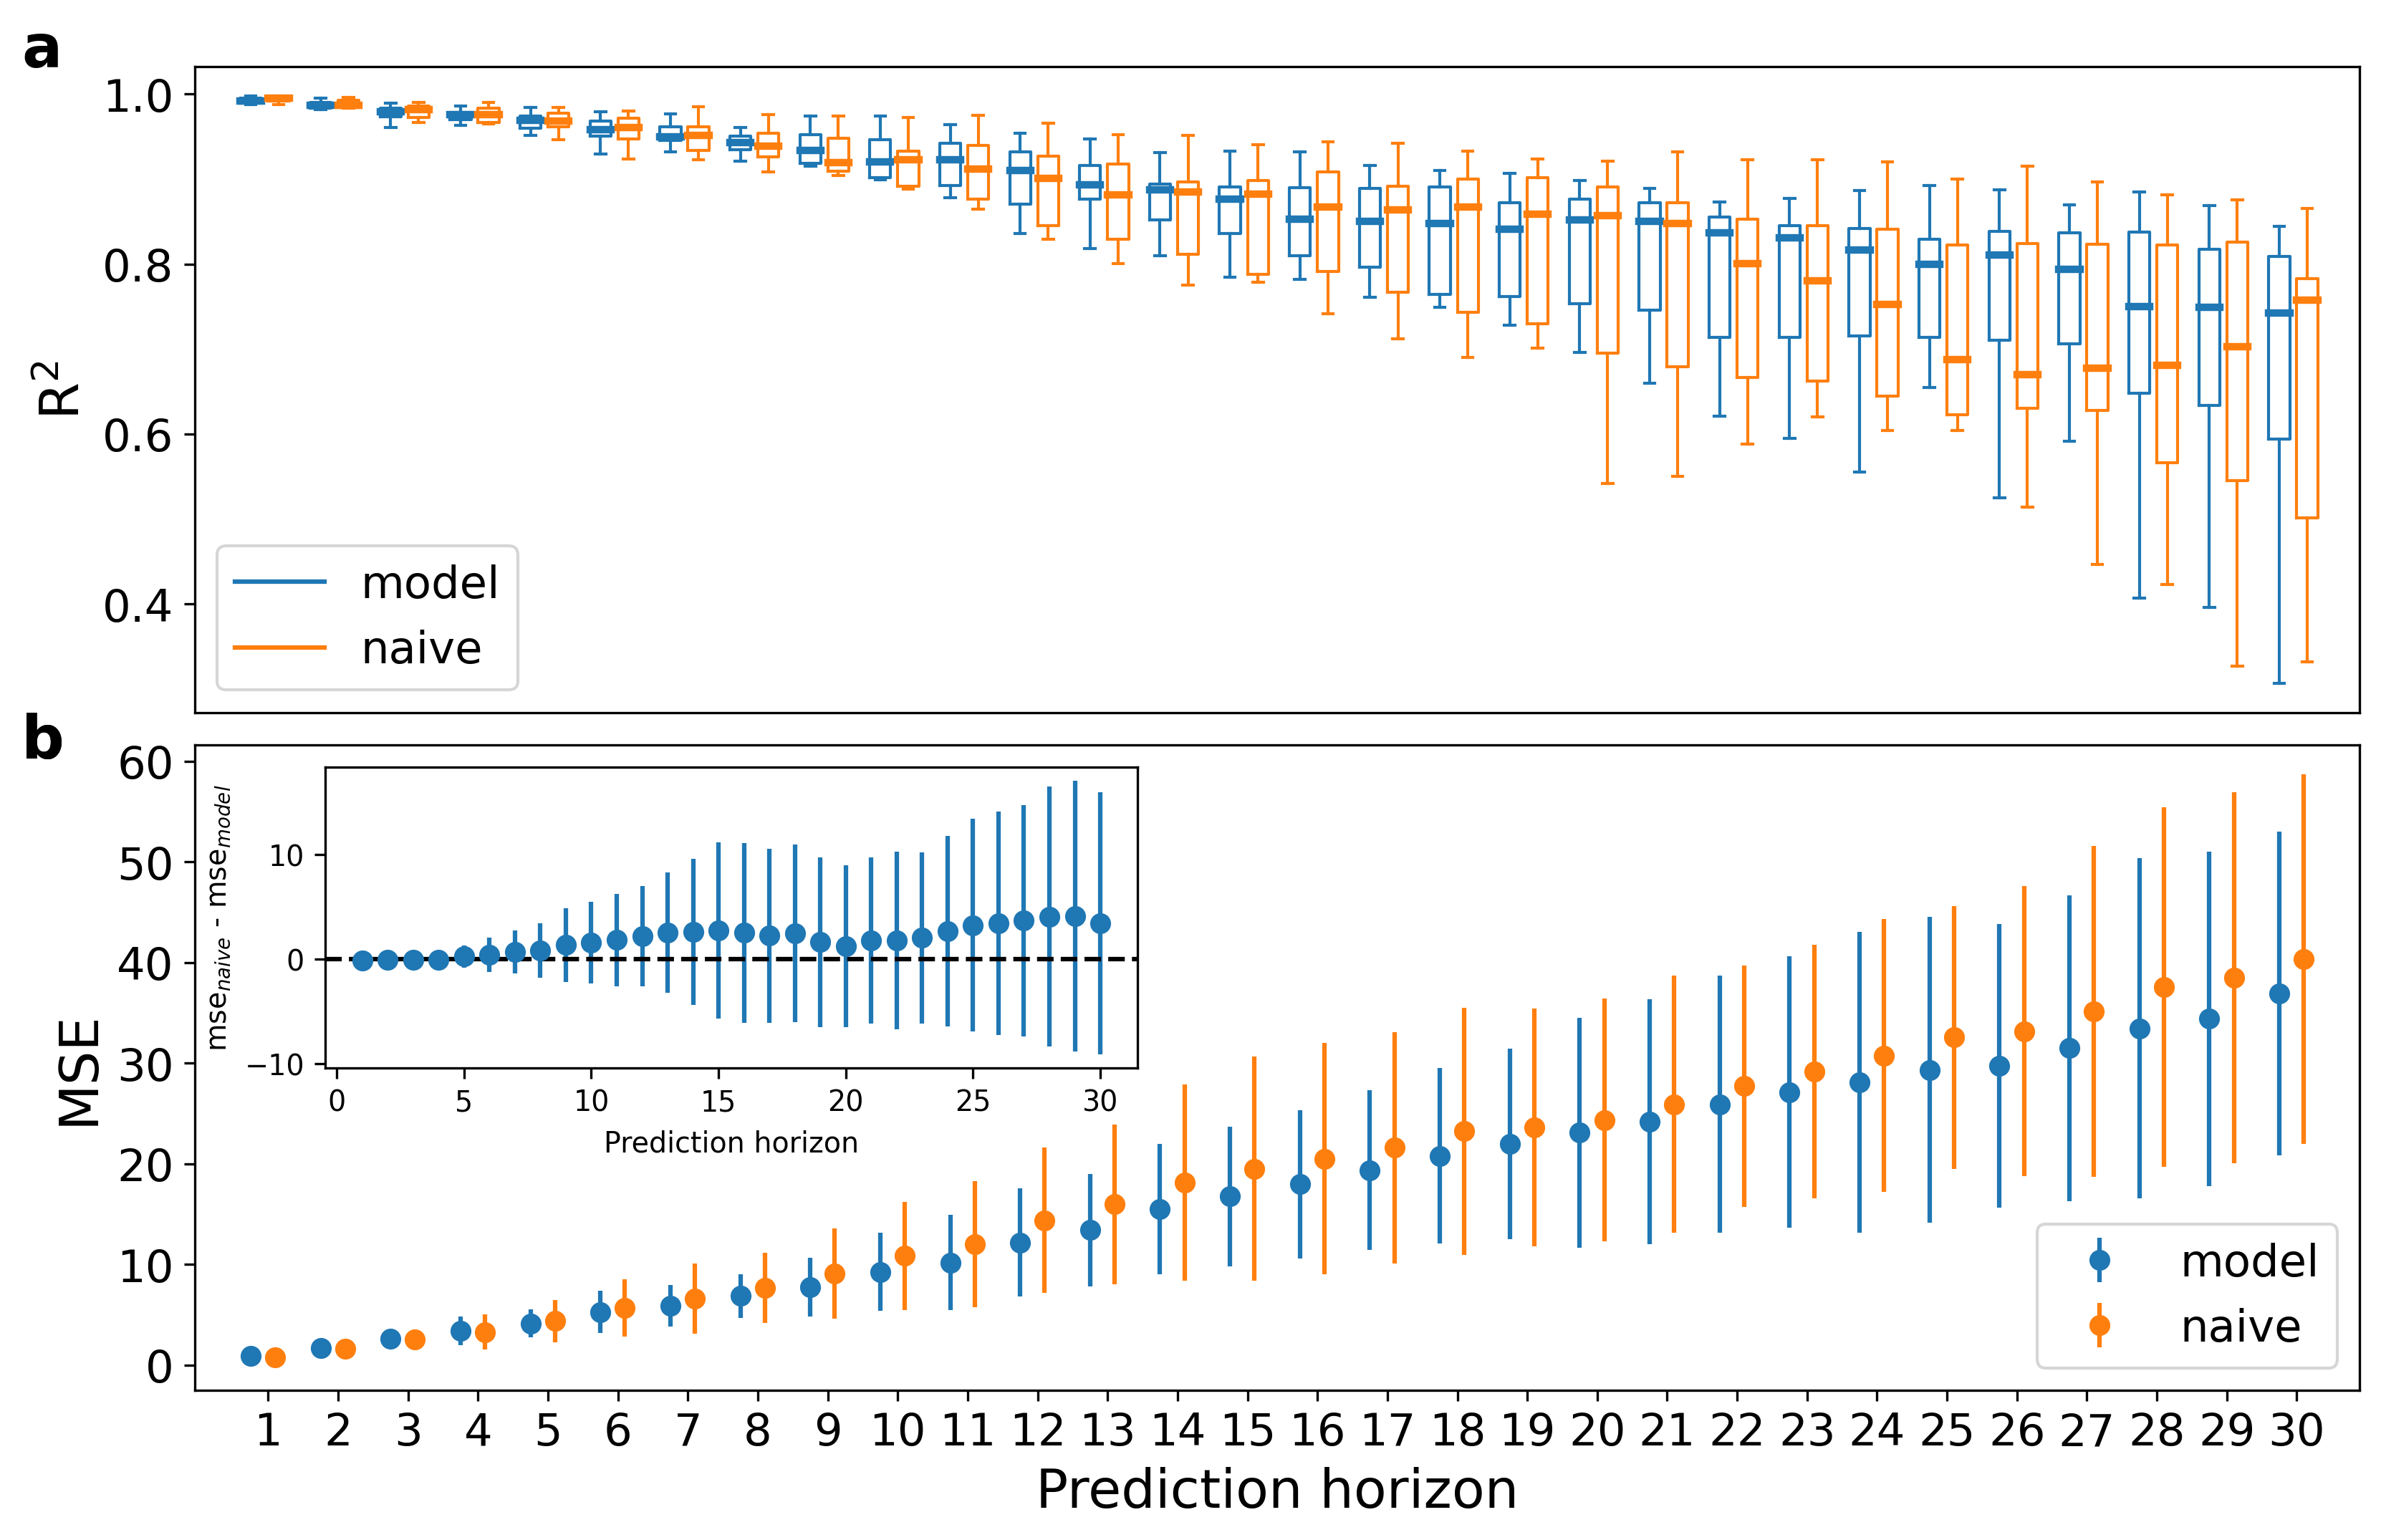 a
1.0
0.8
0.6
0.4
R²
model
naive
b
60
50
40
30
20
10
0
MSE
10
0
−10
mse_naive - mse_model
0 5 10 15 20 25 30
Prediction horizon
model
naive
1 2 3 4 5 6 7 8 9 10 11 12 13 14 15 16 17 18 19 20 21 22 23 24 25 26 27 28 29 30
Prediction horizon